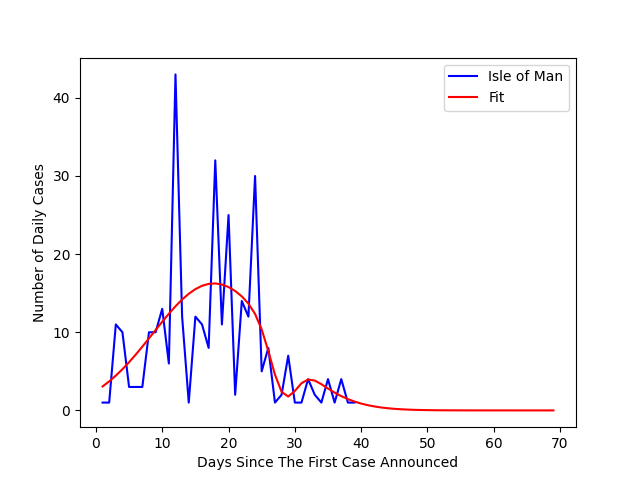 Isle of Man
Fit
Number of Daily Cases
40
30
20
10
0
0 10 20 30 40 50 60 70
Days Since The First Case Announced